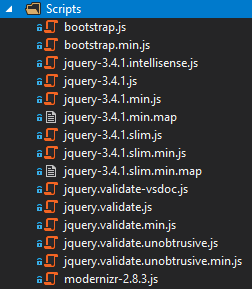 Scripts
bootstrap.js
bootstrap.min.js
jquery-3.4.1.intellisense.js
jquery-3.4.1.js
jquery-3.4.1.min.js
jquery-3.4.1.min.map
jquery-3.4.1.slim.js
jquery-3.4.1.slim.min.js
jquery-3.4.1.slim.min.map
jquery.validate-vsdoc.js
jquery.validate.js
jquery.validate.min.js
jquery.validate.unobtrusive.js
jquery.validate.unobtrusive.min.js
modernizr-2.8.3.js